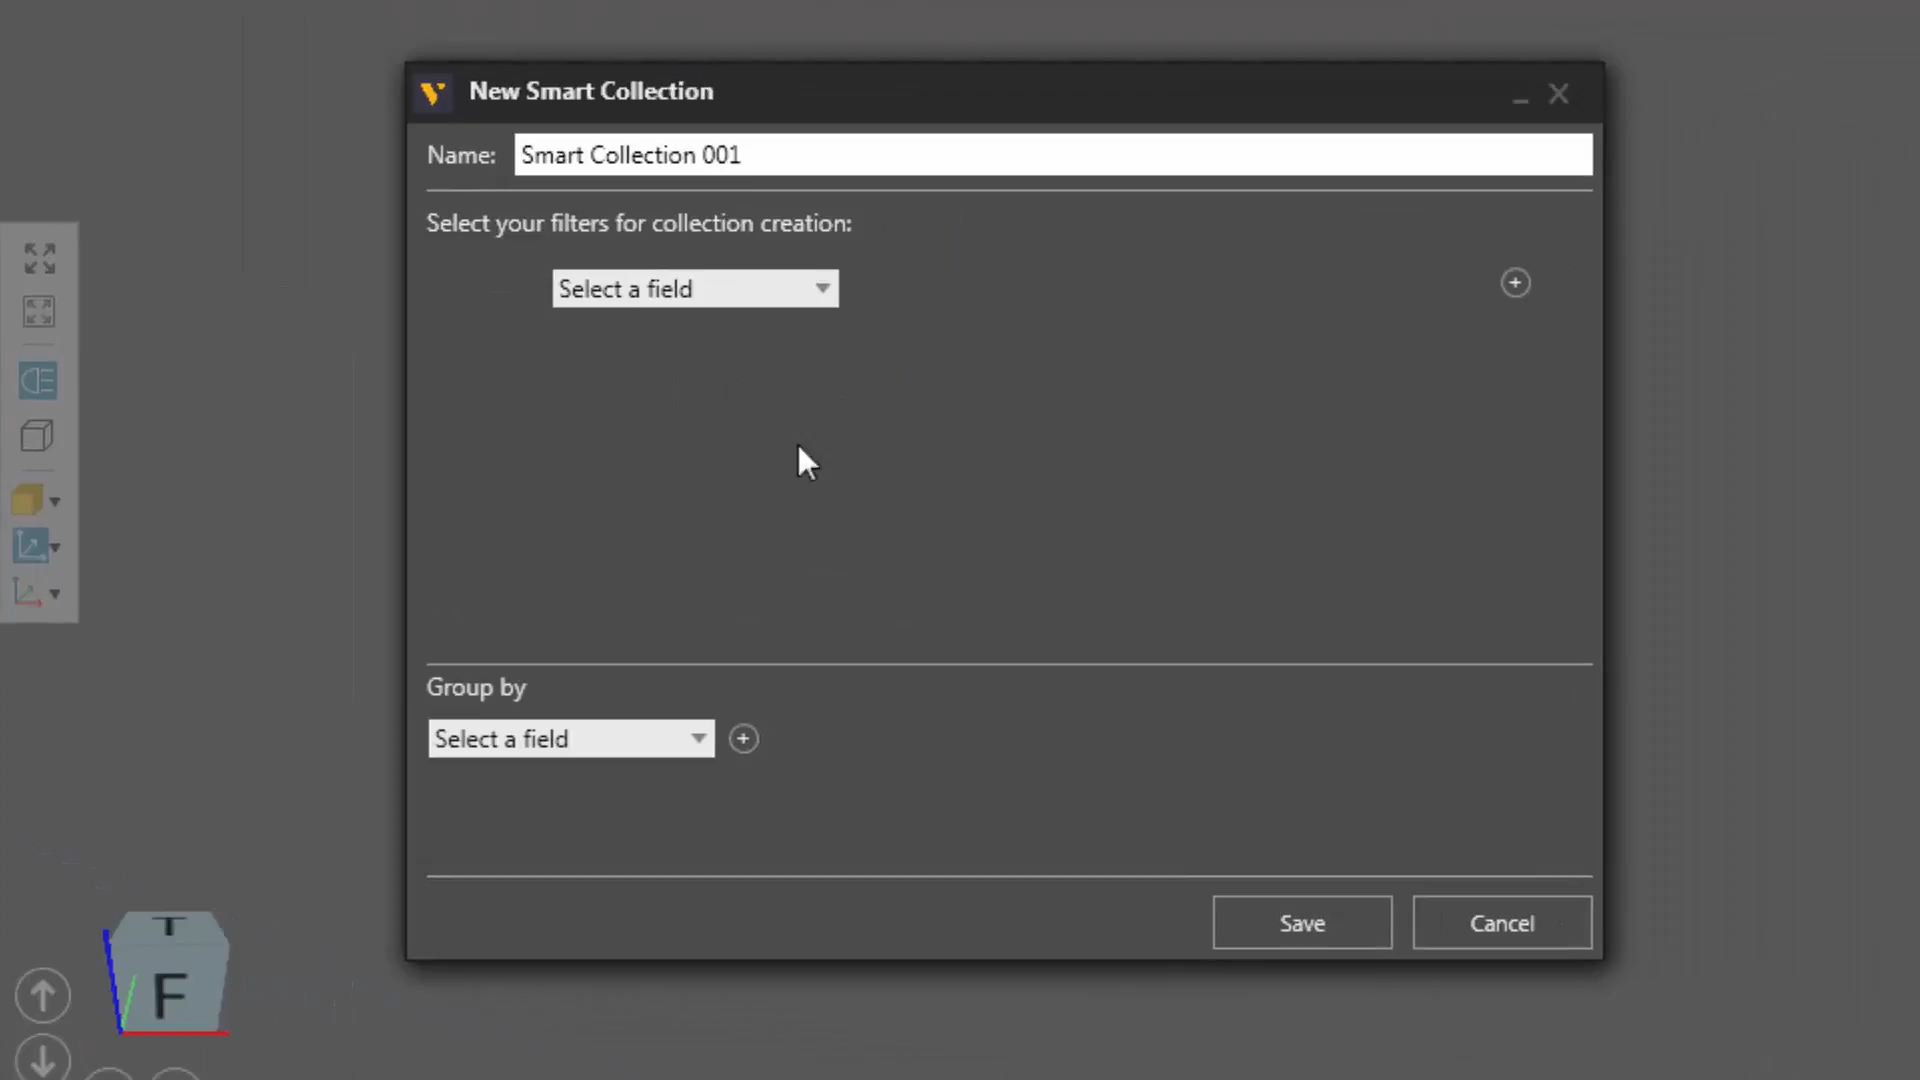 New Smart Collection
Name: Smart Collection 001
Select your filters for collection creation:
Select a field
Group by
Select a field
Save Cancel
T
F